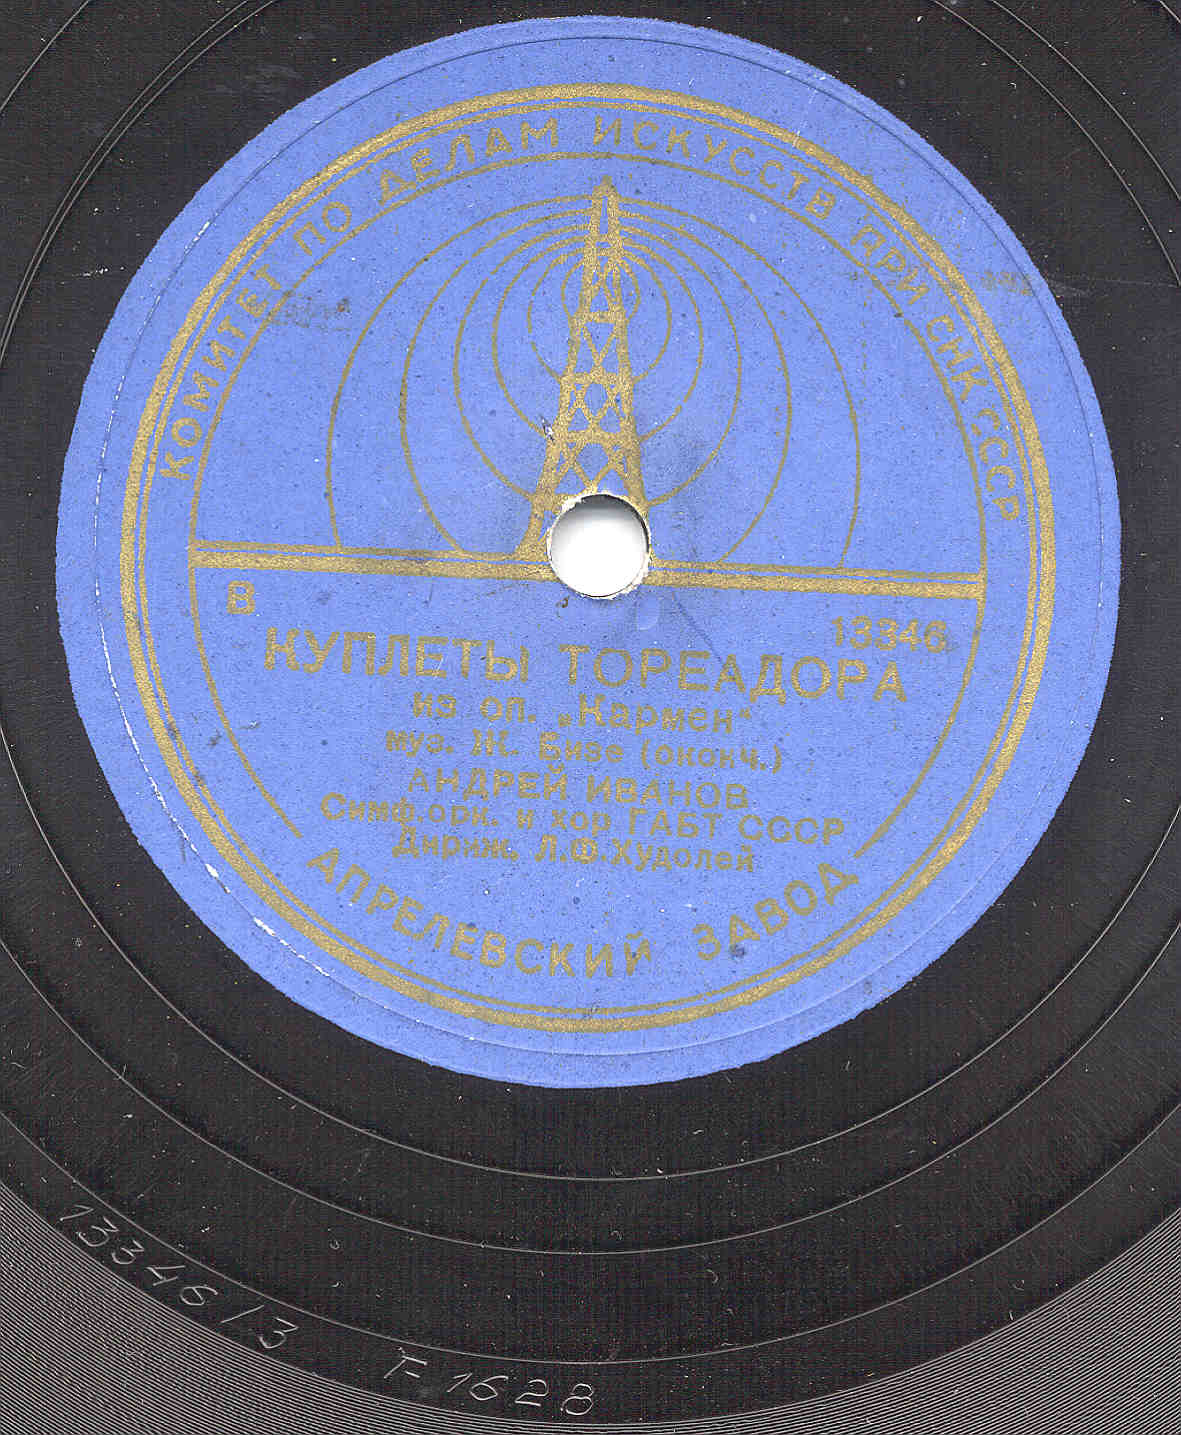 КОМИТЕТ ПО ДЕЛАМ ИСКУССТВ ПРИ СНК СССР
В
13346
КУПЛЕТЫ ТОРЕАДОРА
из оп. „Кармен“
муз. Ж. Бизе (оконч.)
АНДРЕЙ ИВАНОВ
Симф. орк. и хор ГАБТ СССР
Дириж. Л.Ф.Худолей
АПРЕЛЕВСКИЙ ЗАВОД
13346/3 Т-1628